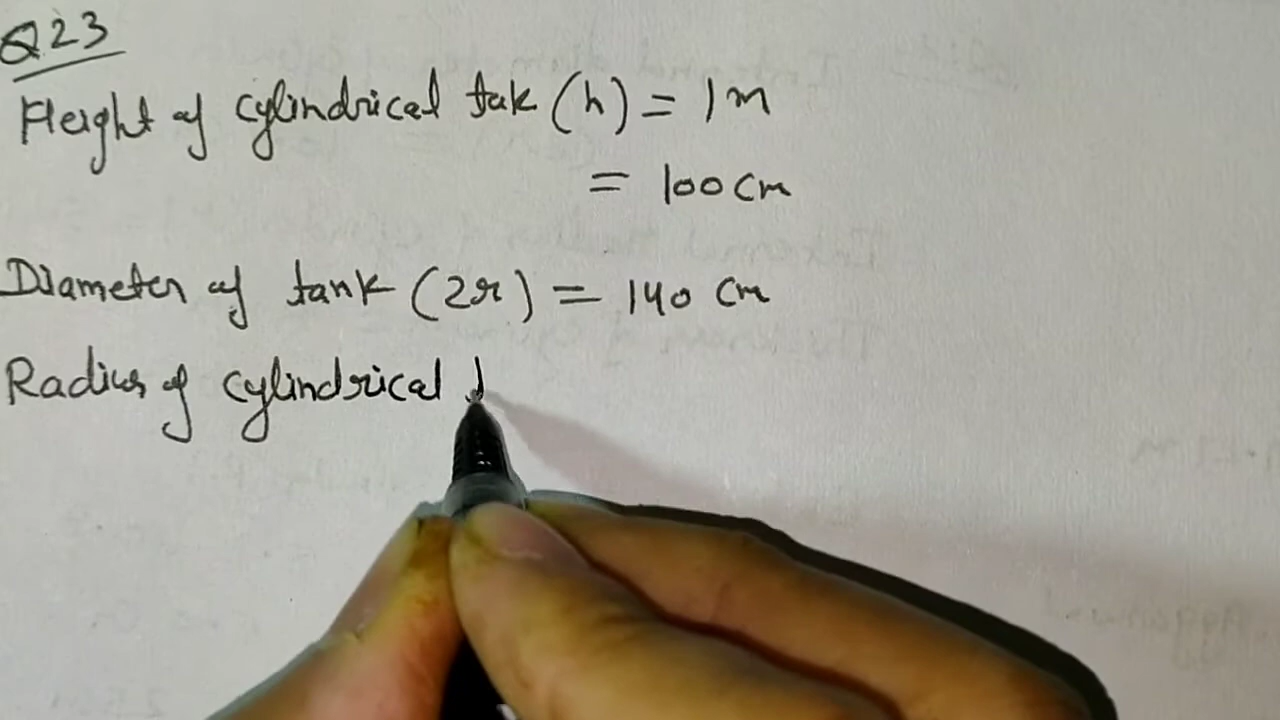 Q23
Height of cylindrical tak (h) = 1m
= 100 cm
Diameter of tank (2r) = 140 cm
Radius of cylindrical